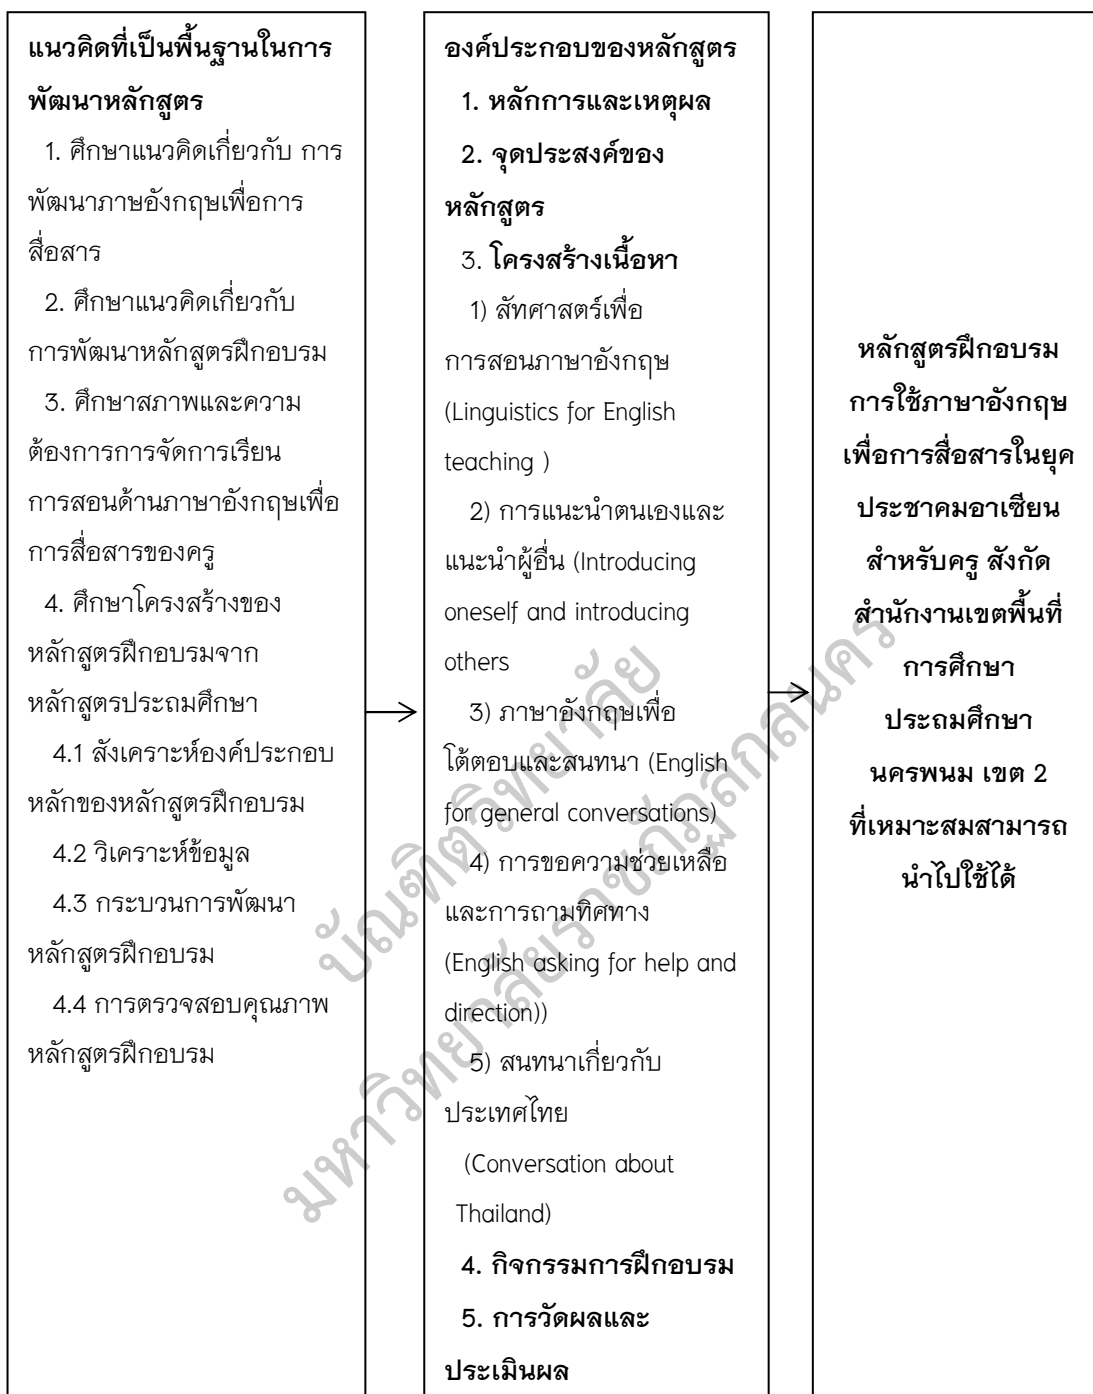 แนวคิดที่เป็นพื้นฐานในการ
พัฒนาหลักสูตร
1. ศึกษาแนวคิดเกี่ยวกับ การ
พัฒนาภาษาอังกฤษเพื่อการ
สื่อสาร
2. ศึกษาแนวคิดเกี่ยวกับ
การพัฒนาหลักสูตรฝึกอบรม
3. ศึกษาสภาพและความ
ต้องการการจัดการเรียน
การสอนด้านภาษาอังกฤษเพื่อ
การสื่อสารของครู
4. ศึกษาโครงสร้างของ
หลักสูตรฝึกอบรมจาก
หลักสูตรประถมศึกษา
4.1 สังเคราะห์องค์ประกอบ
หลักของหลักสูตรฝึกอบรม
4.2 วิเคราะห์ข้อมูล
4.3 กระบวนการพัฒนา
หลักสูตรฝึกอบรม
4.4 การตรวจสอบคุณภาพ
หลักสูตรฝึกอบรม
องค์ประกอบของหลักสูตร
1. หลักการและเหตุผล
2. จุดประสงค์ของ
หลักสูตร
3. โครงสร้างเนื้อหา
1) สัทศาสตร์เพื่อ
การสอนภาษาอังกฤษ
(Linguistics for English
teaching )
2) การแนะนำตนเองและ
แนะนำผู้อื่น (Introducing
oneself and introducing
others
3) ภาษาอังกฤษเพื่อ
โต้ตอบและสนทนา (English
for general conversations)
4) การขอความช่วยเหลือ
และการถามทิศทาง
(English asking for help and
direction))
5) สนทนาเกี่ยวกับ
ประเทศไทย
(Conversation about
Thailand)
4. กิจกรรมการฝึกอบรม
5. การวัดผลและ
ประเมินผล
หลักสูตรฝึกอบรม
การใช้ภาษาอังกฤษ
เพื่อการสื่อสารในยุค
ประชาคมอาเซียน
สำหรับครู สังกัด
สำนักงานเขตพื้นที่
การศึกษา
ประถมศึกษา
นครพนม เขต 2
ที่เหมาะสมสามารถ
นำไปใช้ได้
บัณฑิตวิทยาลัย
มหาวิทยาลัยราชภัฏสกลนคร